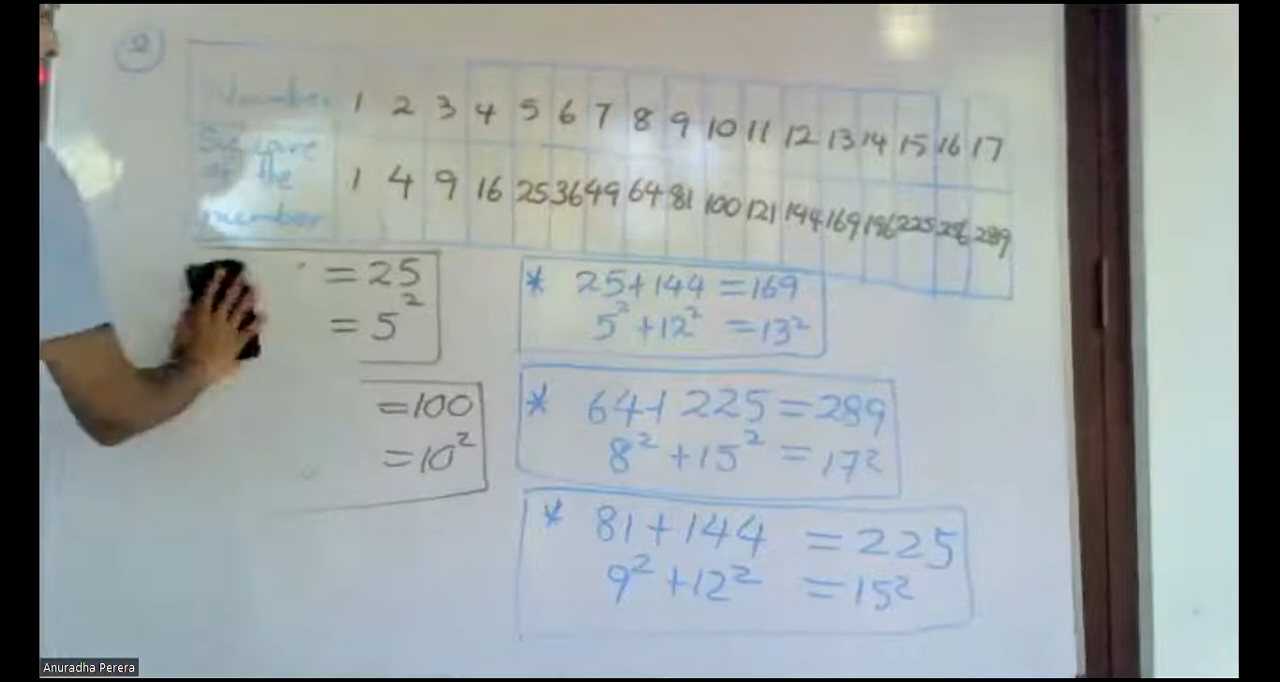 2
Number 1 2 3 4 5 6 7 8 9 10 11 12 13 14 15 16 17
Square of the number 1 4 9 16 25 36 49 64 81 100 121 144 169 196 225 256 289
= 25
= 5²
=100
=10²
* 25+144 =169
5²+12² =13²
* 64+225=289
8²+15² =17²
* 81+144 =225
9²+12² =15²
Anuradha Perera